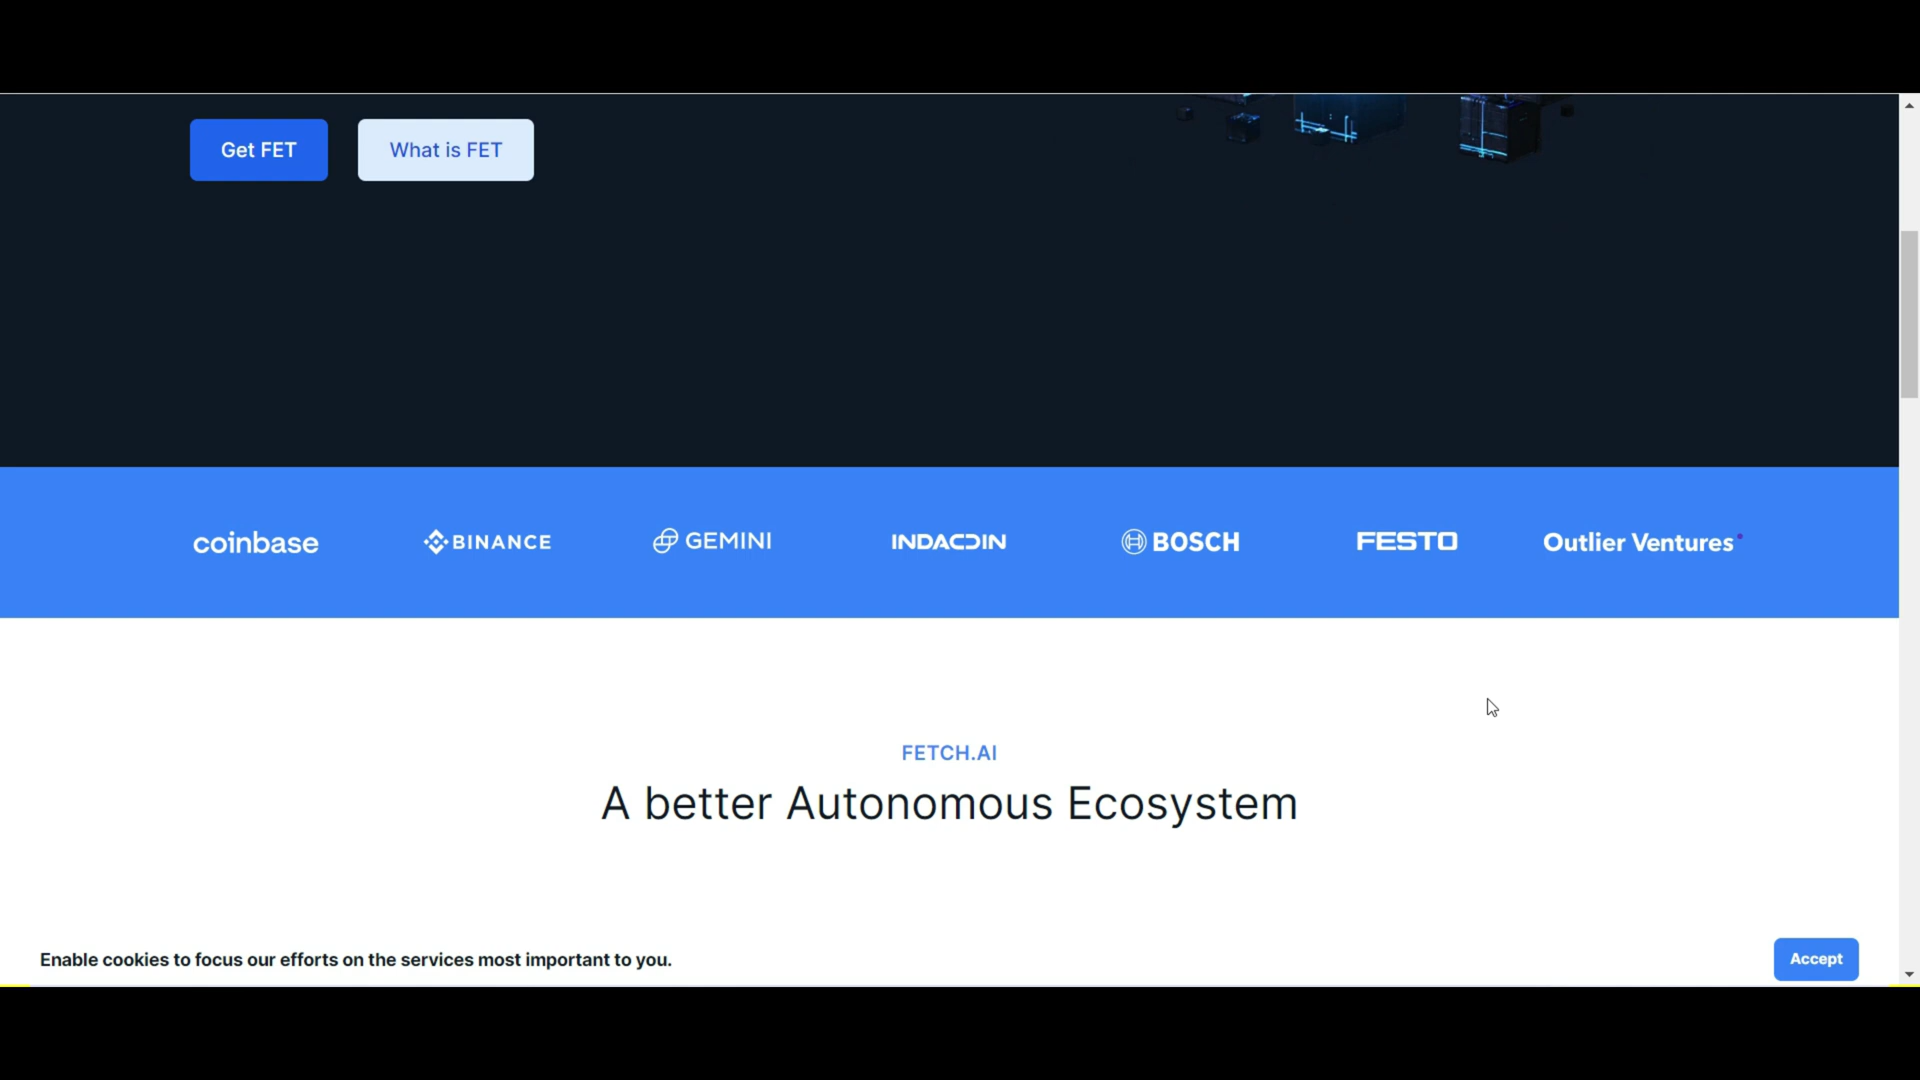 Get FET What is FET
coinbase BINANCE GEMINI INDACOIN BOSCH FESTO Outlier Ventures
FETCH.AI
A better Autonomous Ecosystem
Enable cookies to focus our efforts on the services most important to you. Accept